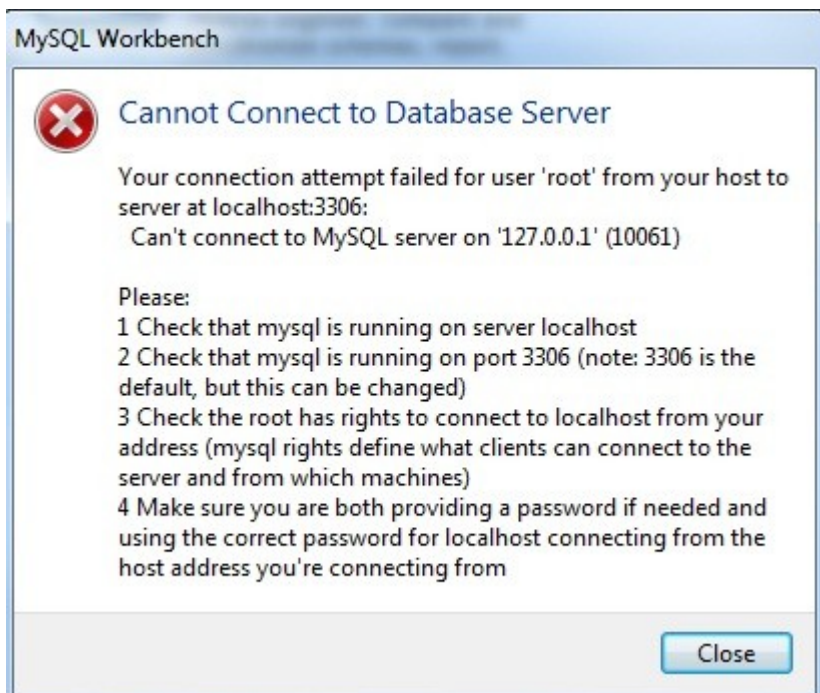 MySQL Workbench
Cannot Connect to Database Server
Your connection attempt failed for user 'root' from your host to
server at localhost:3306:
Can't connect to MySQL server on '127.0.0.1' (10061)
Please:
1 Check that mysql is running on server localhost
2 Check that mysql is running on port 3306 (note: 3306 is the
default, but this can be changed)
3 Check the root has rights to connect to localhost from your
address (mysql rights define what clients can connect to the
server and from which machines)
4 Make sure you are both providing a password if needed and
using the correct password for localhost connecting from the
host address you're connecting from
Close